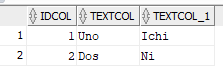 IDCOL TEXTCOL TEXTCOL_1
1 1 Uno Ichi
2 2 Dos Ni